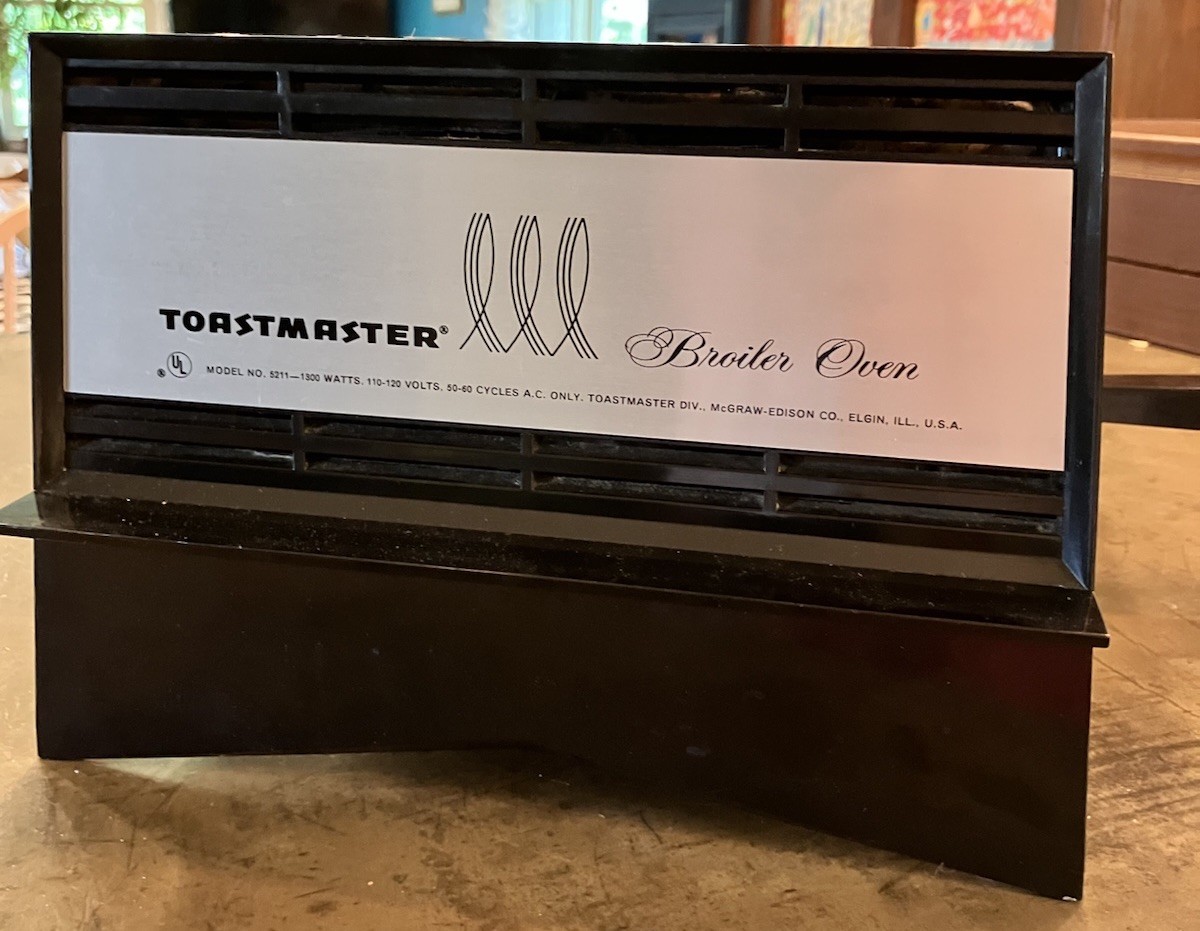 TOASTMASTER®
Broiler Oven
® UL MODEL NO. 5211—1300 WATTS. 110-120 VOLTS. 50-60 CYCLES A.C. ONLY. TOASTMASTER DIV., McGRAW-EDISON CO., ELGIN, ILL., U.S.A.